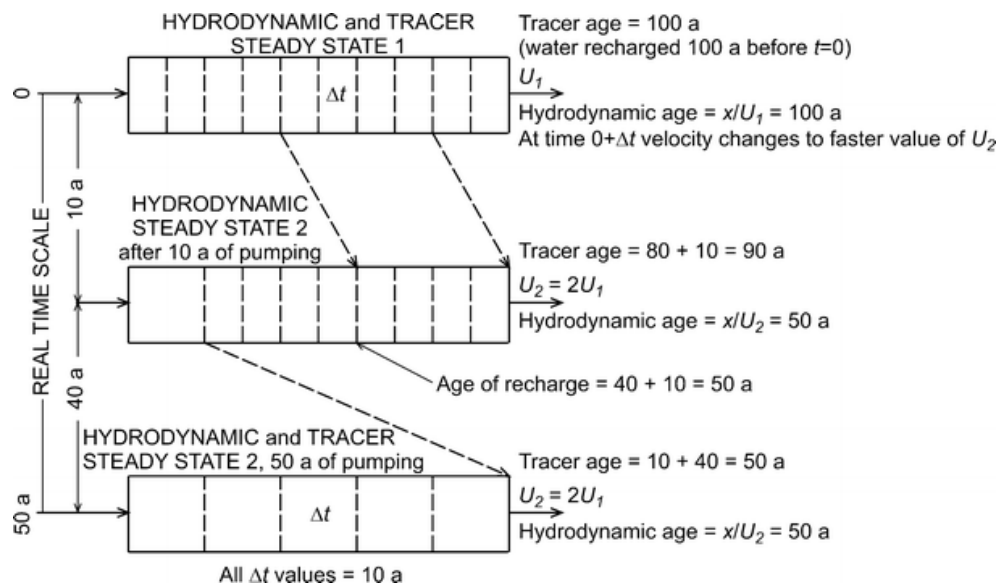 HYDRODYNAMIC and TRACER
STEADY STATE 1
Tracer age = 100 a
(water recharged 100 a before t=0)
Δt
U1
Hydrodynamic age = x/U1 = 100 a
At time 0+Δt velocity changes to faster value of U2
0
10 a
REAL TIME SCALE
HYDRODYNAMIC
STEADY STATE 2
after 10 a of pumping
Tracer age = 80 + 10 = 90 a
U2 = 2U1
Hydrodynamic age = x/U2 = 50 a
Age of recharge = 40 + 10 = 50 a
40 a
HYDRODYNAMIC and TRACER
STEADY STATE 2, 50 a of pumping
Tracer age = 10 + 40 = 50 a
Δt
U2 = 2U1
Hydrodynamic age = x/U2 = 50 a
50 a
All Δt values = 10 a